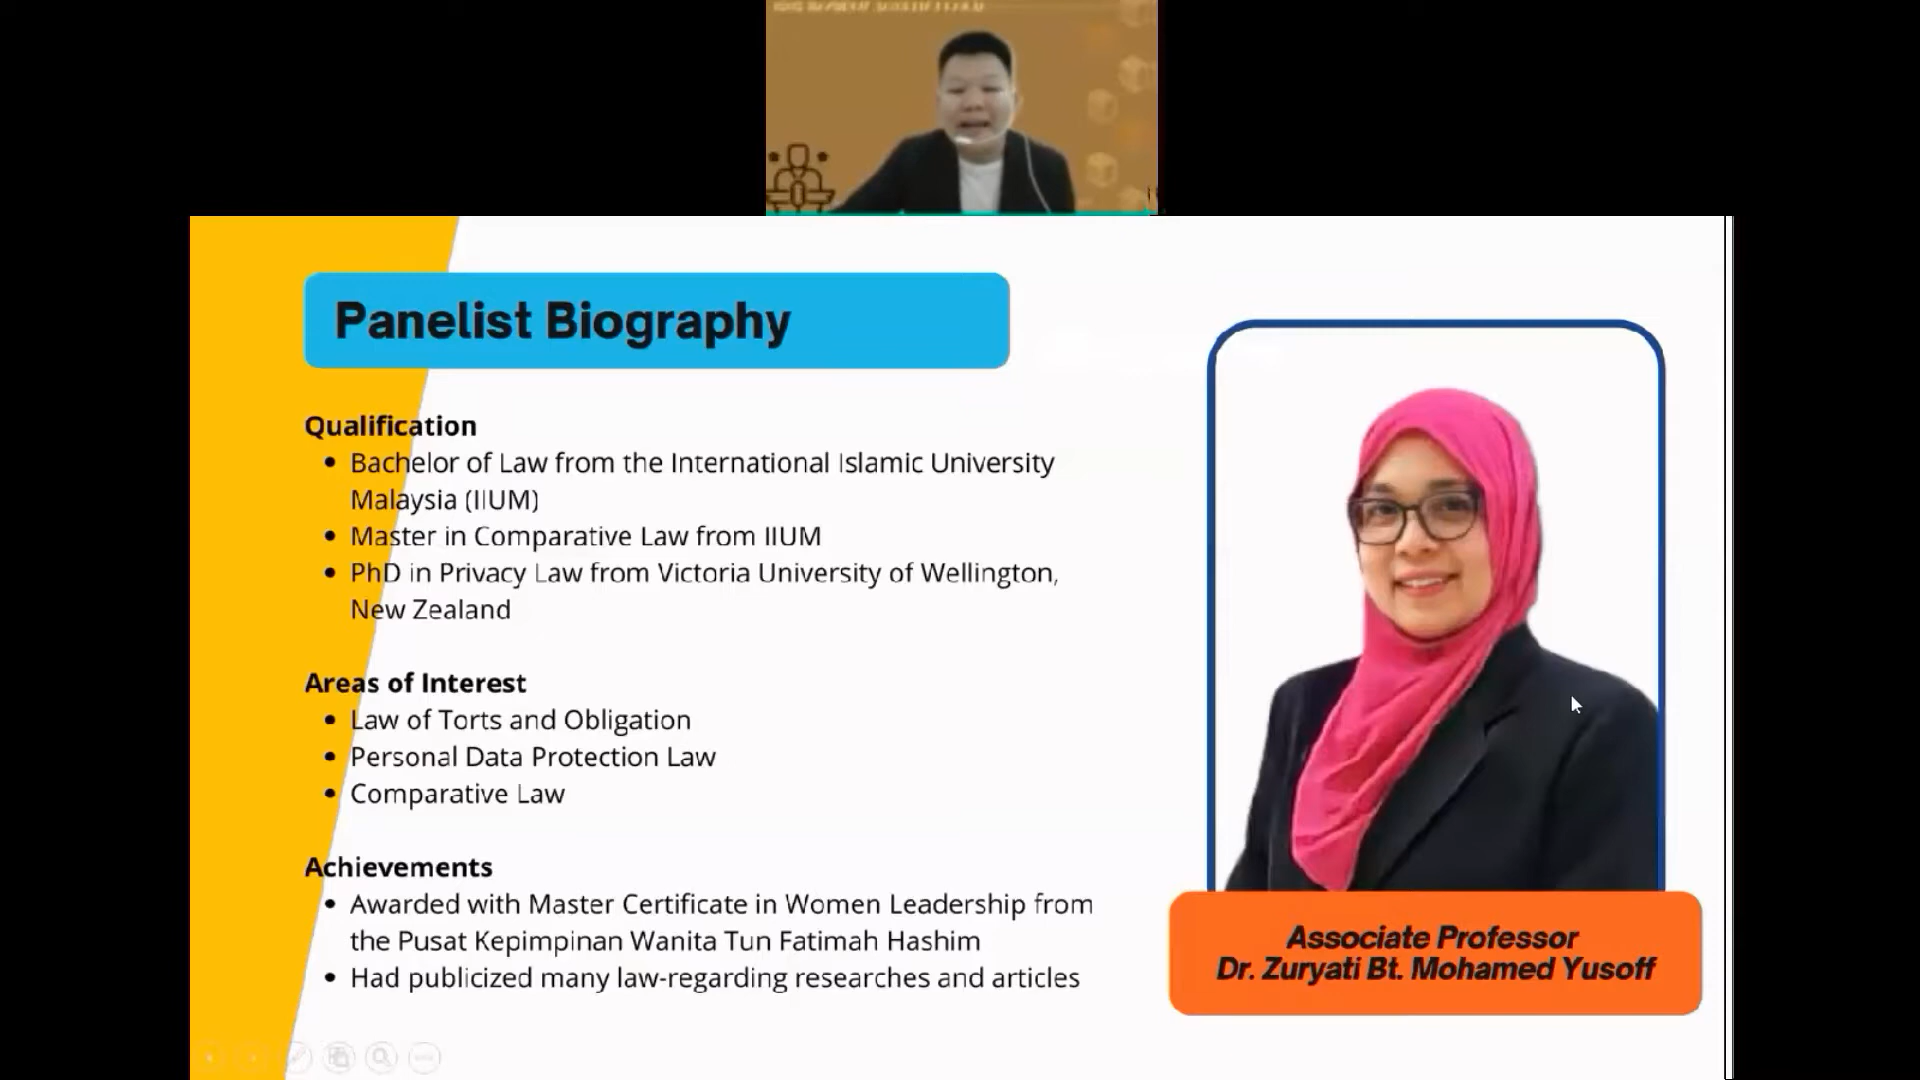 Panelist Biography
Qualification
• Bachelor of Law from the International Islamic University
Malaysia (IIUM)
• Master in Comparative Law from IIUM
• PhD in Privacy Law from Victoria University of Wellington,
New Zealand
Areas of Interest
• Law of Torts and Obligation
• Personal Data Protection Law
• Comparative Law
Achievements
• Awarded with Master Certificate in Women Leadership from
the Pusat Kepimpinan Wanita Tun Fatimah Hashim
• Had publicized many law-regarding researches and articles
Associate Professor
Dr. Zuryati Bt. Mohamed Yusoff